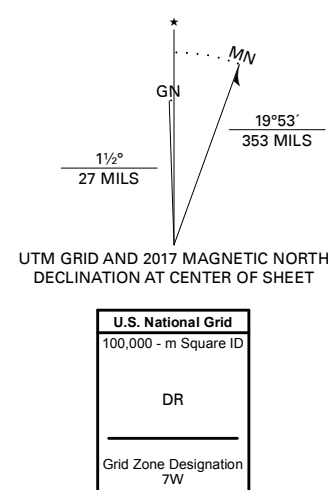 ★
MN
GN
19°53´
353 MILS
1½°
27 MILS
UTM GRID AND 2017 MAGNETIC NORTH
DECLINATION AT CENTER OF SHEET
U.S. National Grid
100,000 - m Square ID
DR
Grid Zone Designation
7W